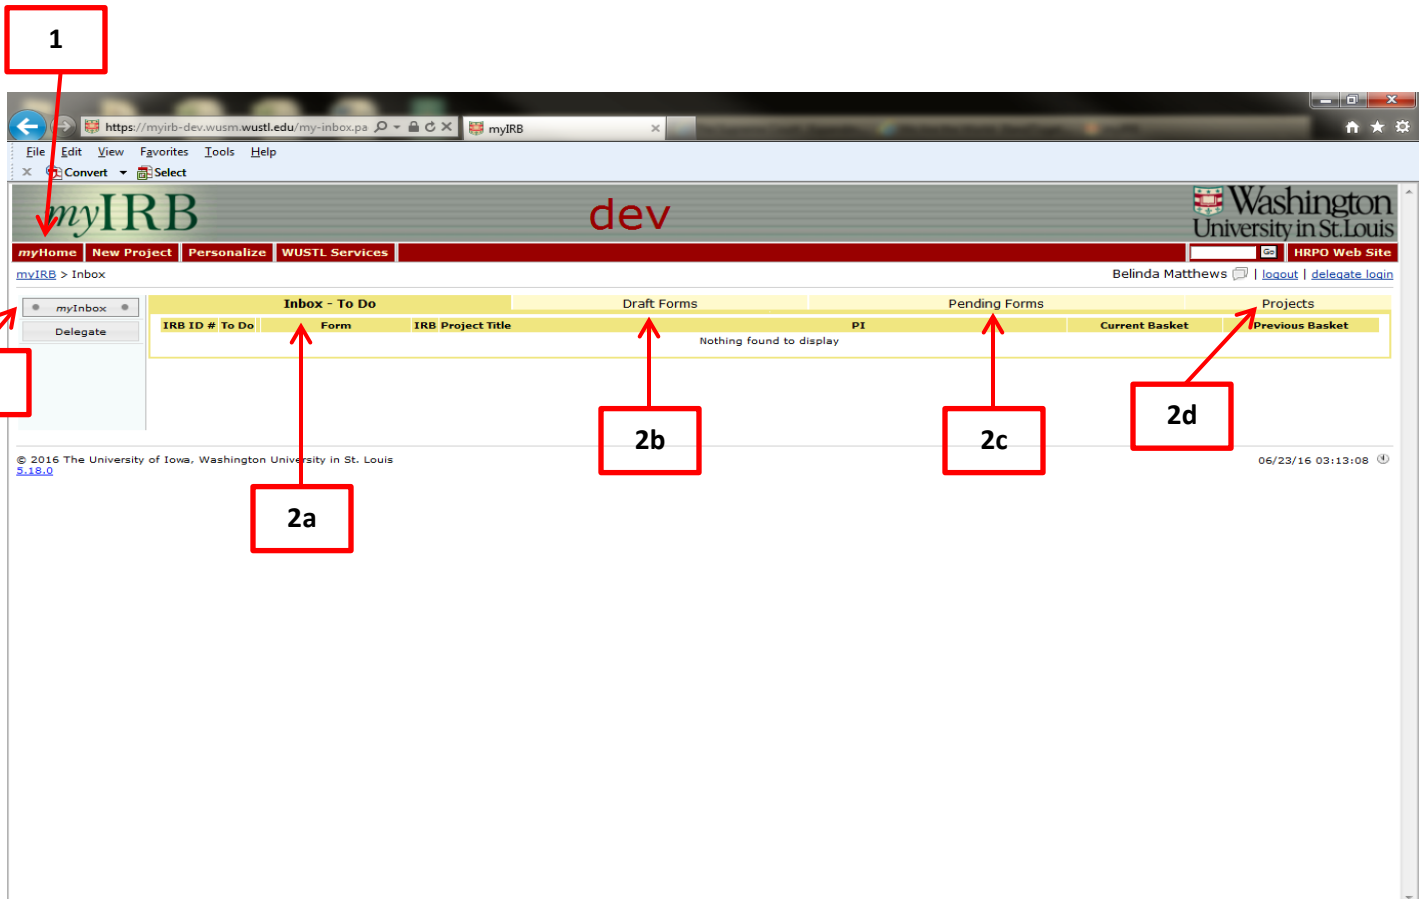 1
https://myirb-dev.wusm.wustl.edu/my-inbox.pa
myIRB
File Edit View Favorites Tools Help
Convert Select
myIRB
dev
Washington
University in St.Louis
myHome New Project Personalize WUSTL Services
Go HRPO Web Site
myIRB > Inbox
Belinda Matthews | logout | delegate login
myInbox
Delegate
Inbox - To Do Draft Forms Pending Forms Projects
IRB ID # To Do Form IRB Project Title PI Current Basket Previous Basket
Nothing found to display
2d
2b
2c
© 2016 The University of Iowa, Washington University in St. Louis
5.18.0
06/23/16 03:13:08
2a